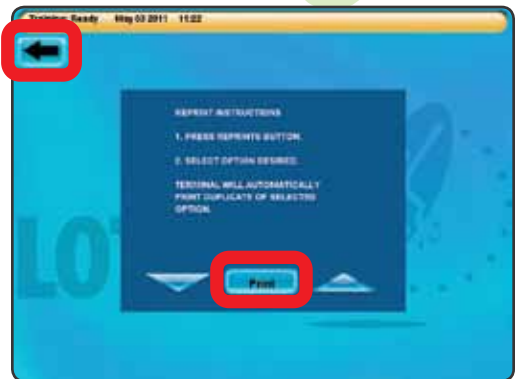 Training: Ready May 03 2011 11:22
REPRINT INSTRUCTIONS
1. PRESS REPRINTS BUTTON.
2. SELECT OPTION DESIRED.
TERMINAL WILL AUTOMATICALLY
PRINT DUPLICATE OF SELECTED
OPTION.
LO
Print